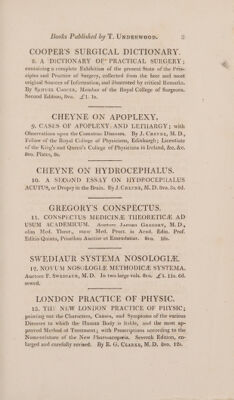 Books Published by T. UNDERWOOD. 3
COOPER'S SURGICAL DICTIONARY.
8. A DICTIONARY OF PRACTICAL SURGERY;
containing a complete Exhibition of the present State of the Prin-
ciples and Practice of Surgery, collected from the best and most
original Sources of Information, and illustrated by critical Remarks.
By SAMUEL COOPER, Member of the Royal College of Surgeons.
Second Edition, 8vo. £1. 1s.
CHEYNE ON APOPLEXY.
9. CASES OF APOPLEXY AND LETHARGY; with
Observations upon the Comatose Diseases. By J. CHEYNE, M.D.,
Fellow of the Royal College of Physicians, Edinburgh; Licentiate
of the King's and Queen's College of Physicians in Ireland, &c. &c.
8vo. Plates,
CHEYNE ON HYDROCEPHALUS.
10. A SECOND ESSAY ON HYDROCEPHALUS
ACUTUS, or Dropsy in the Brain. By J. CHEYNE, M. D. 8vo. 5s. 6d.
GREGORY'S CONSPECTUS.
11. CONSPECTUS MEDICINÆ THEORETICÆ AD
USUM ACADEMICUM. Auctore JACOBO GREGORY, M.D.,
olim Med. Theor., nunc Med. Pract. in Acad. Edin. Prof.
Editio Quinta, Prioribus Auctior et Emendatior. 8vo.
SWEDIAUR SYSTEMA NOSOLOGIÆ.
12. NOVUM NOSOLOGIÆ METHODICÆ SYSTEMA.
Auctore F. SWEDIAUR, M.D. In two large vols. 8vo. £1. 11s. 6d.
sewed.
LONDON PRACTICE OF PHYSIC.
13. THE NEW LONDON PRACTICE OF PHYSIC;
pointing out the Characters, Causes, and Symptoms of the various
Diseases to which the Human Body is liable, and the most ap-
proved Method of Treatment; with Prescriptions according to the
Nomenclature of the New Pharmacopœia. Seventh Edition, en-
larged and carefully revised. By E. G. CLARKE, M.D. 8vo. 12s.